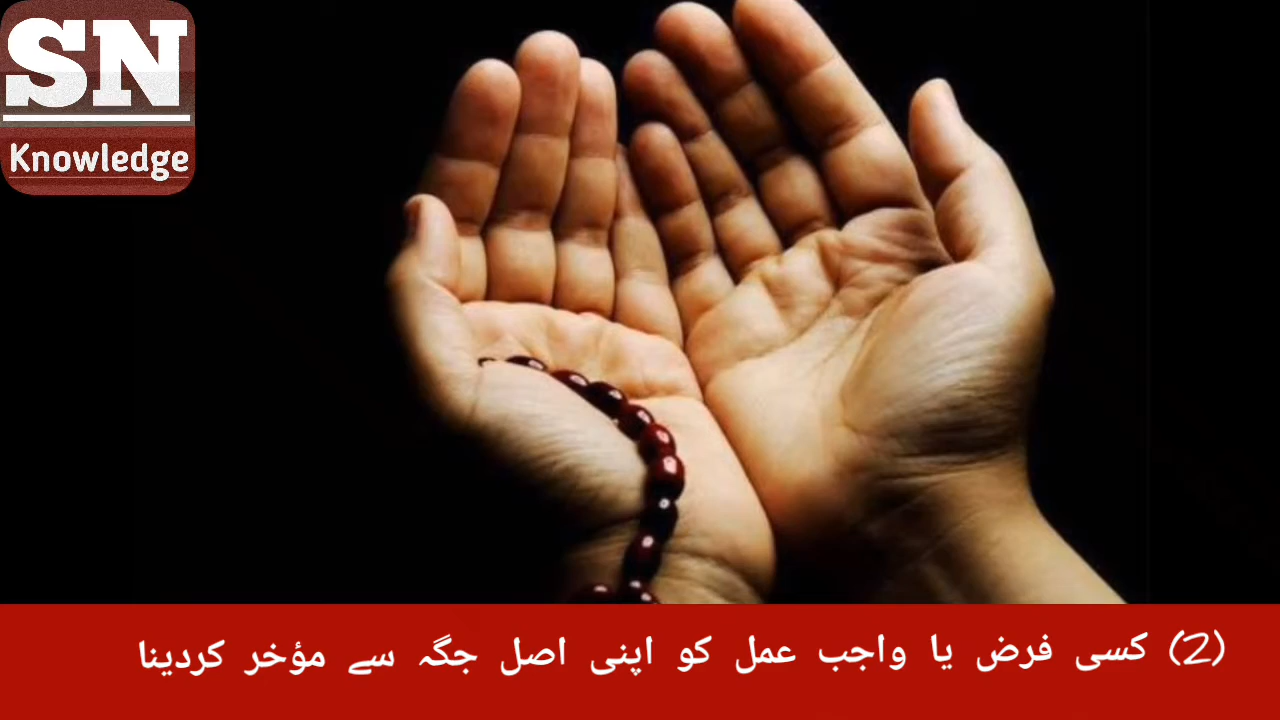 SN
Knowledge
(2) کسی فرض یا واجب عمل کو اپنی اصل جگہ سے مؤخر کردینا